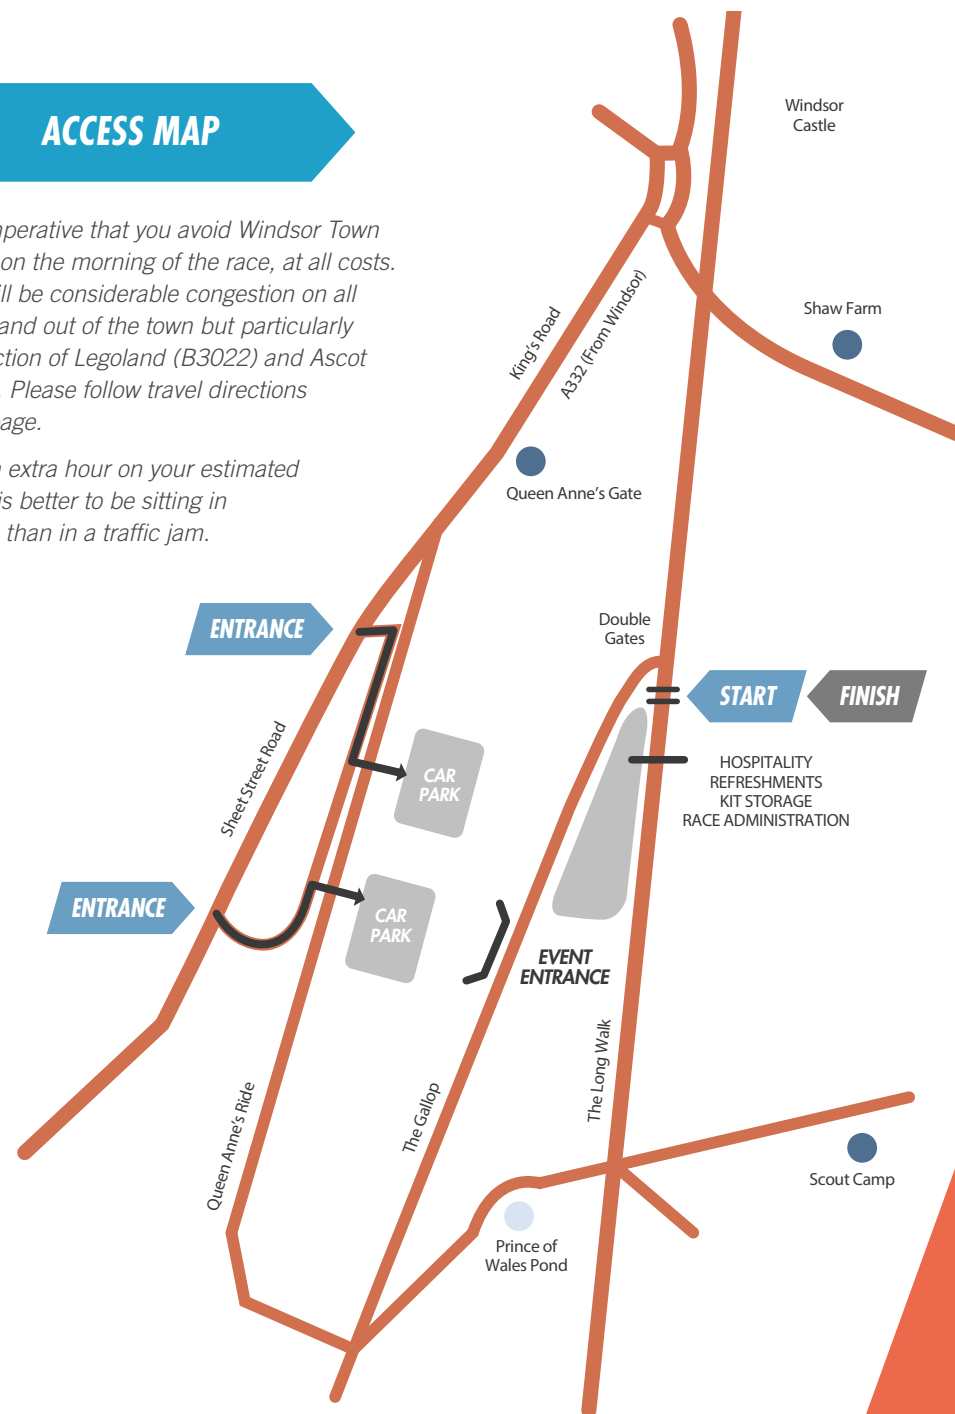 ACCESS MAP
perative that you avoid Windsor Town
on the morning of the race, at all costs.
ll be considerable congestion on all
and out of the town but particularly
ction of Legoland (B3022) and Ascot
. Please follow travel directions
age.
extra hour on your estimated
is better to be sitting in
than in a traffic jam.
Windsor
Castle
Shaw Farm
King's Road
A332 (From Windsor)
Queen Anne's Gate
Double
Gates
ENTRANCE
START
FINISH
Sheet Street Road
CAR
PARK
HOSPITALITY
REFRESHMENTS
KIT STORAGE
RACE ADMINISTRATION
ENTRANCE
CAR
PARK
EVENT
ENTRANCE
The Long Walk
The Gallop
Queen Anne's Ride
Scout Camp
Prince of
Wales Pond